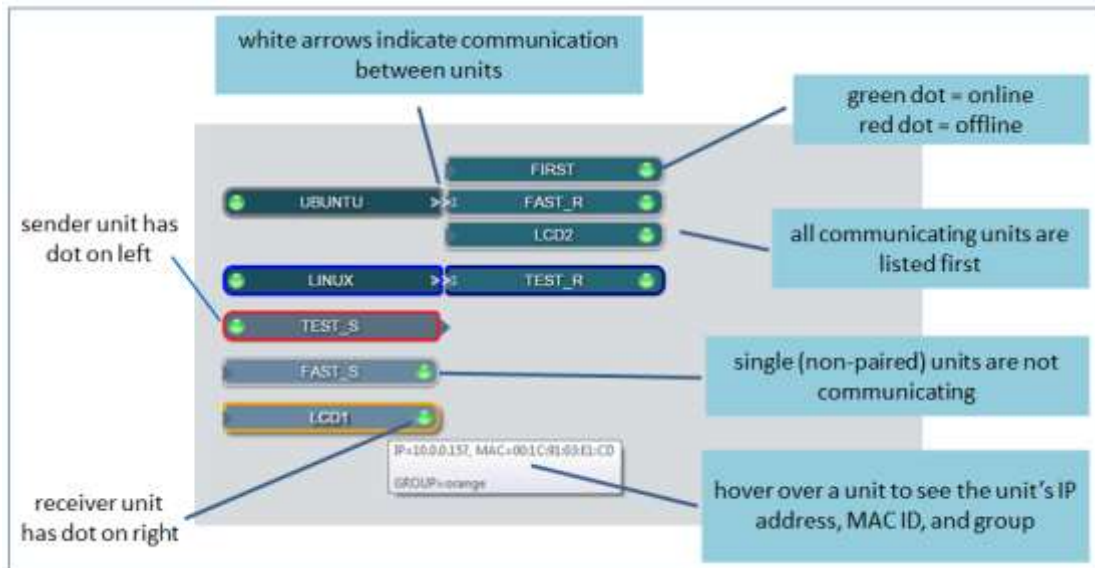 white arrows indicate communication
between units
green dot = online
red dot = offline
FIRST
UBUNTU
FAST_R
LCD2
sender unit has
dot on left
all communicating units are
listed first
LINUX
TEST_R
TEST_S
FAST_S
single (non-paired) units are not
communicating
LCD1
IP=10.0.0.157, MAC=00:1C:91:03:E1:CD
GROUP=orange
receiver unit
has dot on right
hover over a unit to see the unit's IP
address, MAC ID, and group